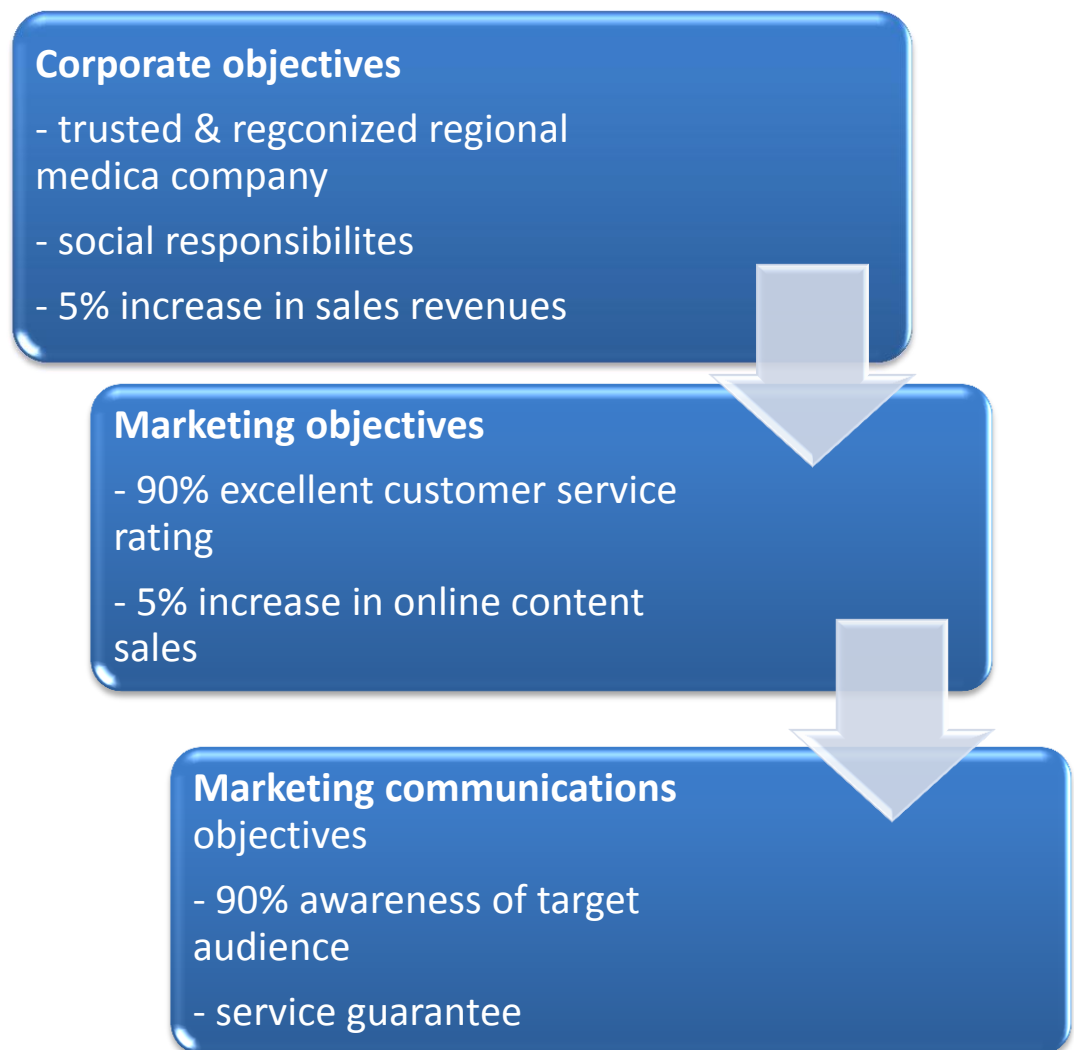 Corporate objectives
- trusted & regconized regional
medica company
- social responsibilites
- 5% increase in sales revenues
Marketing objectives
- 90% excellent customer service
rating
- 5% increase in online content
sales
Marketing communications
objectives
- 90% awareness of target
audience
- service guarantee